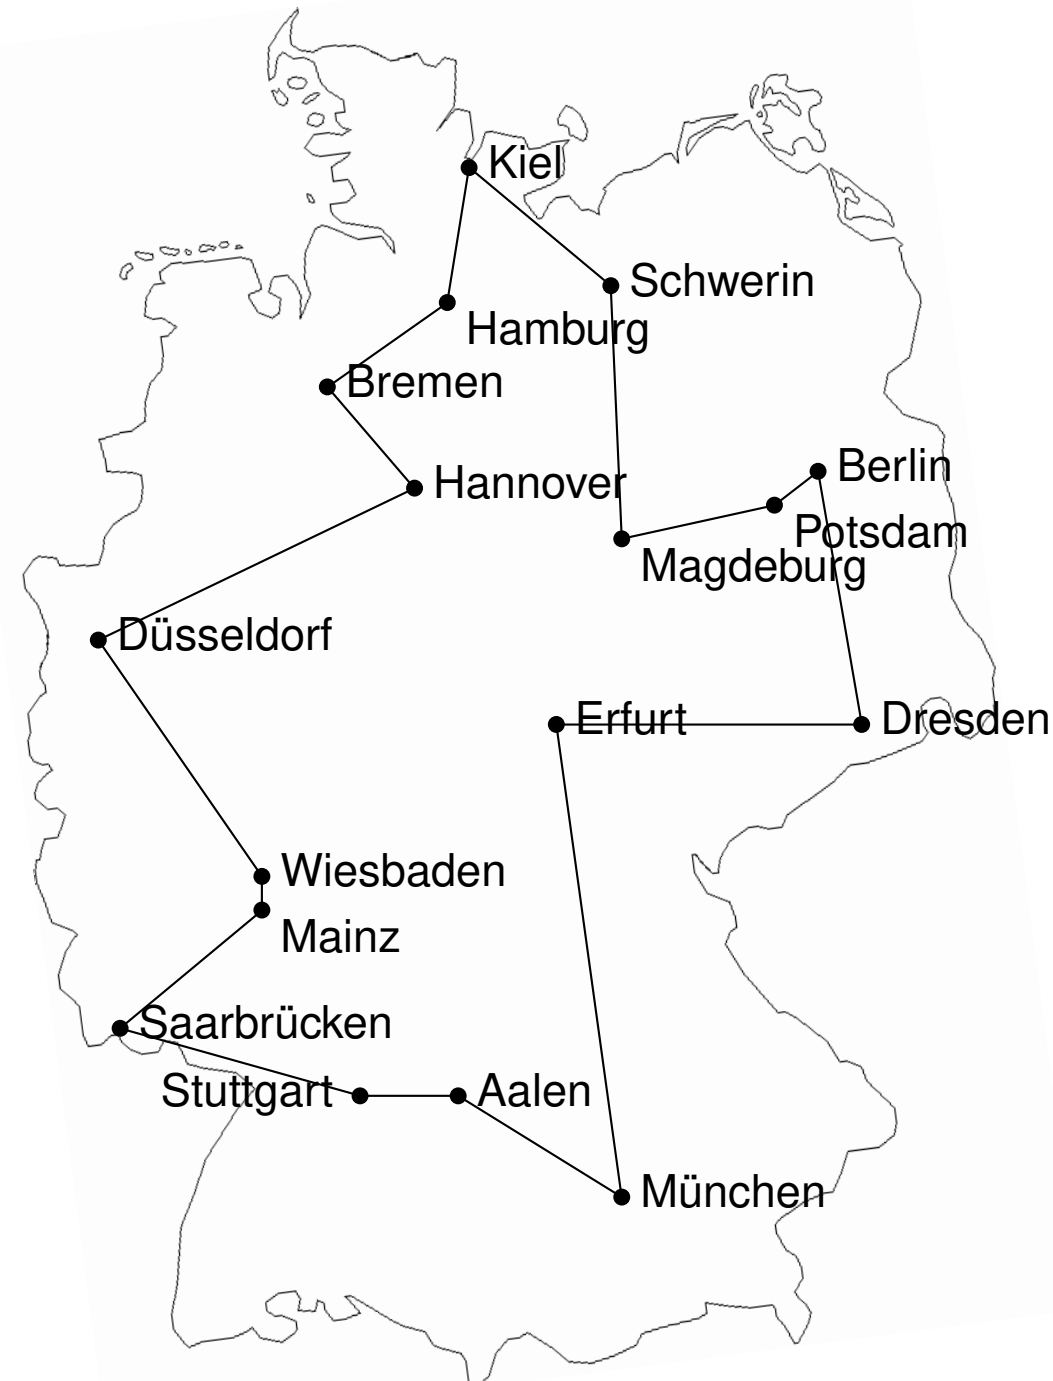 Kiel
Schwerin
Hamburg
Bremen
Berlin
Hannover
Potsdam
Magdeburg
Düsseldorf
Erfurt
Dresden
Wiesbaden
Mainz
Saarbrücken
Stuttgart
Aalen
München